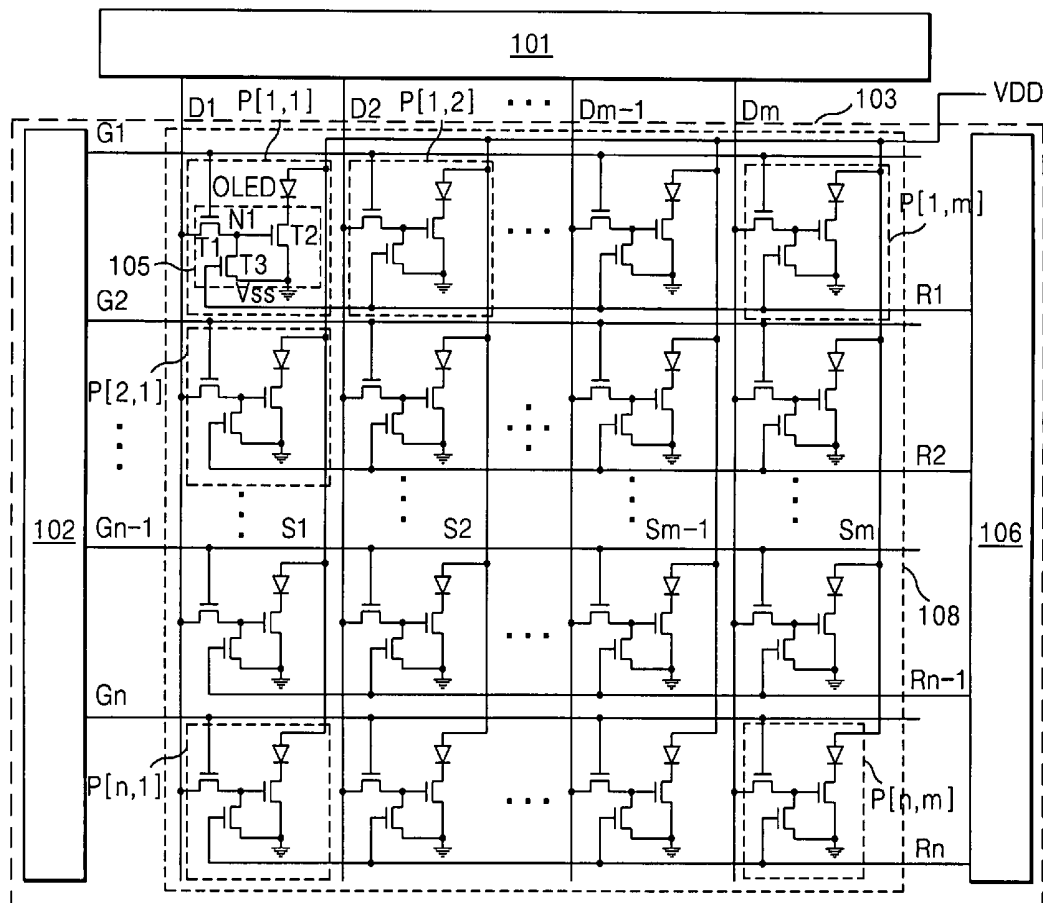 101
D1 P[1,1] D2 P[1,2] ... Dm-1 Dm 103 VDD
G1
OLED
N1 T2 P[1,m]
T1
105 T3
Vss
G2 R1
P[2,1]
R2
Gn-1 S1 S2 Sm-1 Sm
102 106
108
Gn Rn-1
P[n,1] P[n,m]
Rn